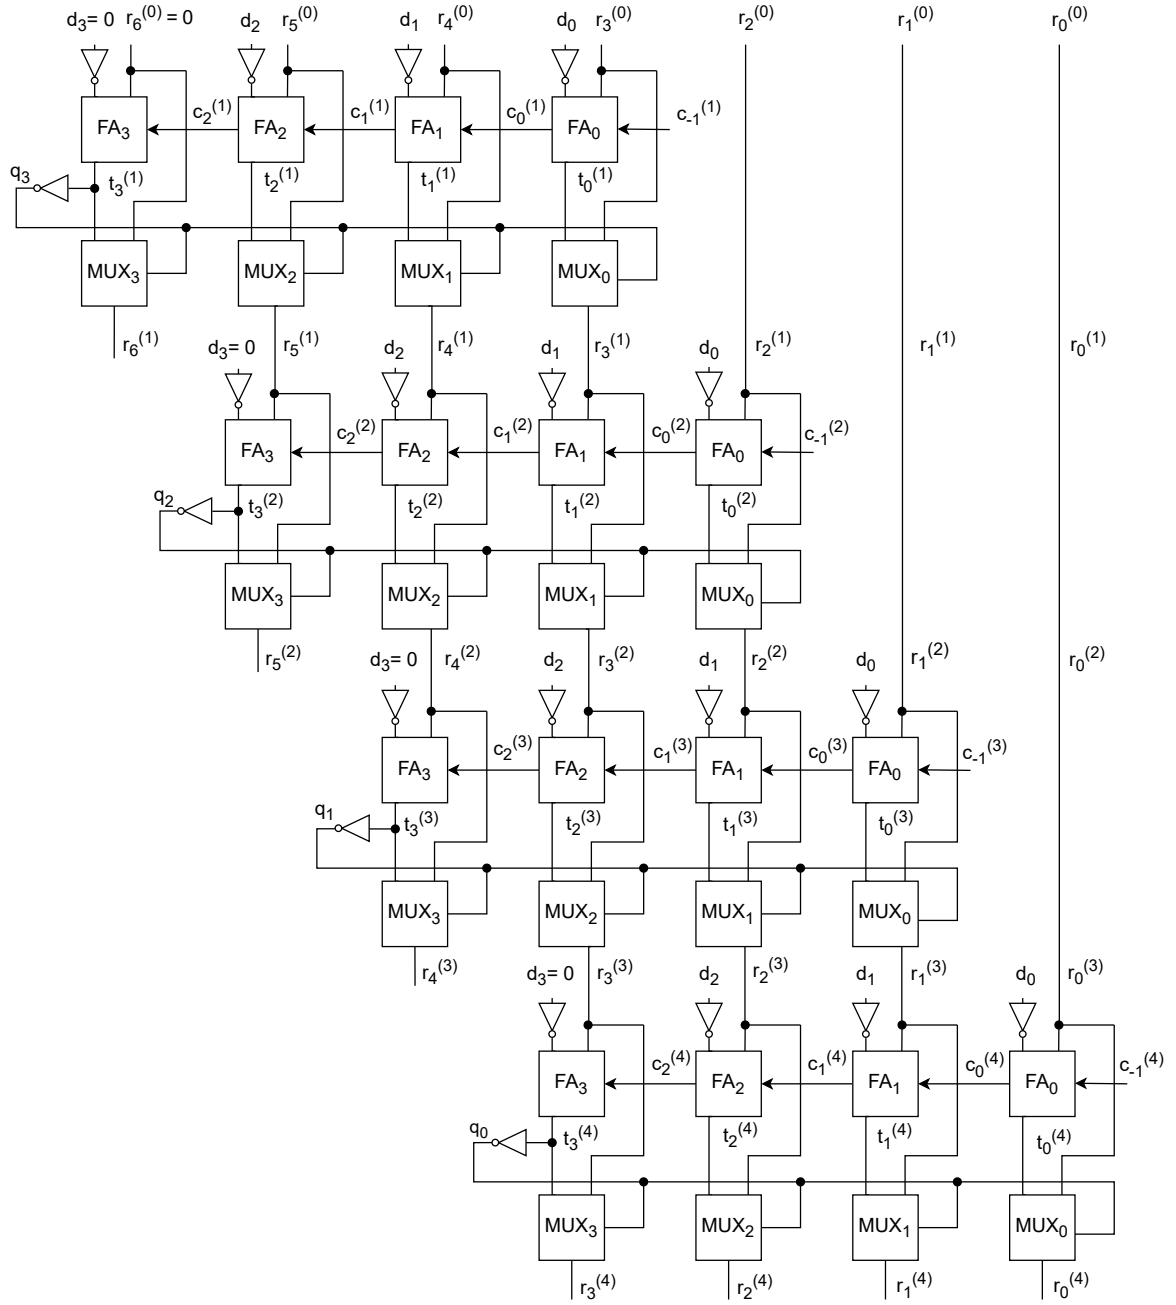 d₃= 0 r₆⁽⁰⁾ = 0 d₂ r₅⁽⁰⁾ d₁ r₄⁽⁰⁾ d₀ r₃⁽⁰⁾ r₂⁽⁰⁾ r₁⁽⁰⁾ r₀⁽⁰⁾
FA₃ c₂⁽¹⁾ FA₂ c₁⁽¹⁾ FA₁ c₀⁽¹⁾ FA₀ c₋₁⁽¹⁾
q₃ t₃⁽¹⁾ t₂⁽¹⁾ t₁⁽¹⁾ t₀⁽¹⁾
MUX₃ MUX₂ MUX₁ MUX₀
r₆⁽¹⁾ r₅⁽¹⁾ r₄⁽¹⁾ r₃⁽¹⁾ r₂⁽¹⁾ r₁⁽¹⁾ r₀⁽¹⁾
d₃= 0 d₂ d₁ d₀
FA₃ c₂⁽²⁾ FA₂ c₁⁽²⁾ FA₁ c₀⁽²⁾ FA₀ c₋₁⁽²⁾
q₂ t₃⁽²⁾ t₂⁽²⁾ t₁⁽²⁾ t₀⁽²⁾
MUX₃ MUX₂ MUX₁ MUX₀
r₅⁽²⁾ r₄⁽²⁾ r₃⁽²⁾ r₂⁽²⁾ r₁⁽²⁾ r₀⁽²⁾
d₃= 0 d₂ d₁ d₀
FA₃ c₂⁽³⁾ FA₂ c₁⁽³⁾ FA₁ c₀⁽³⁾ FA₀ c₋₁⁽³⁾
q₁ t₃⁽³⁾ t₂⁽³⁾ t₁⁽³⁾ t₀⁽³⁾
MUX₃ MUX₂ MUX₁ MUX₀
r₄⁽³⁾ r₃⁽³⁾ r₂⁽³⁾ r₁⁽³⁾ r₀⁽³⁾
d₃= 0 d₂ d₁ d₀
FA₃ c₂⁽⁴⁾ FA₂ c₁⁽⁴⁾ FA₁ c₀⁽⁴⁾ FA₀ c₋₁⁽⁴⁾
q₀ t₃⁽⁴⁾ t₂⁽⁴⁾ t₁⁽⁴⁾ t₀⁽⁴⁾
MUX₃ MUX₂ MUX₁ MUX₀
r₃⁽⁴⁾ r₂⁽⁴⁾ r₁⁽⁴⁾ r₀⁽⁴⁾